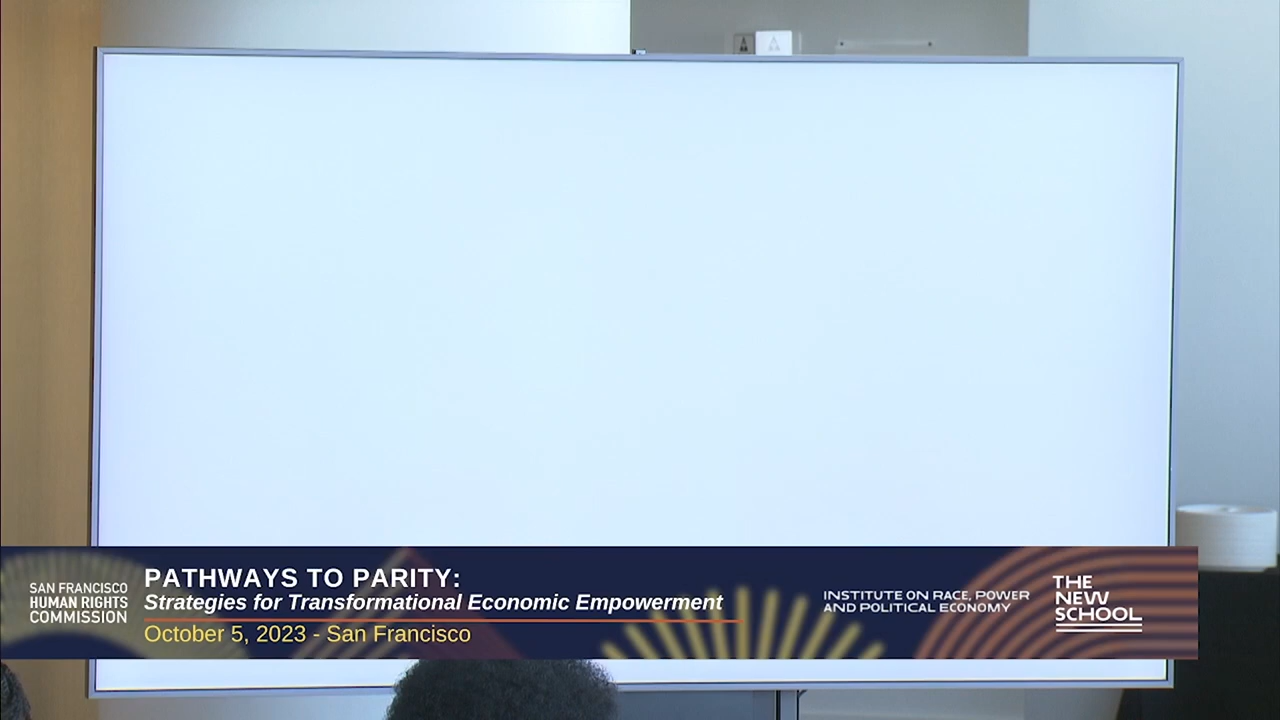 SAN FRANCISCO
HUMAN RIGHTS
COMMISSION
PATHWAYS TO PARITY:
Strategies for Transformational Economic Empowerment
October 5, 2023 - San Francisco
INSTITUTE ON RACE, POWER
AND POLITICAL ECONOMY
THE
NEW
SCHOOL